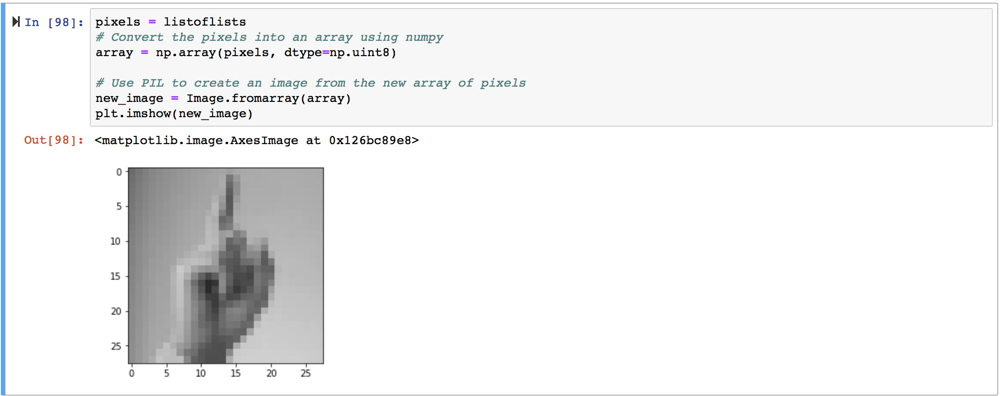 In [98]:
pixels = listoflists
# Convert the pixels into an array using numpy
array = np.array(pixels, dtype=np.uint8)
# Use PIL to create an image from the new array of pixels
new_image = Image.fromarray(array)
plt.imshow(new_image)
Out[98]: <matplotlib.image.AxesImage at 0x126bc89e8>
0
5
10
15
20
25
0 5 10 15 20 25